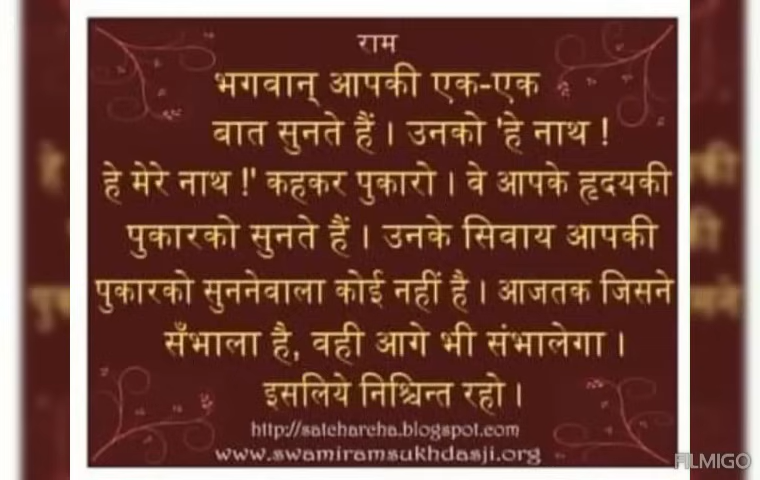 राम
भगवान् आपकी एक-एक
बात सुनते हैं । उनको 'हे नाथ !
हे मेरे नाथ !' कहकर पुकारो । वे आपके हृदयकी
पुकारको सुनते हैं । उनके सिवाय आपकी
पुकारको सुननेवाला कोई नहीं है । आजतक जिसने
सँभाला है, वही आगे भी संभालेगा ।
इसलिये निश्चिन्त रहो ।
http://satcharcha.blogspot.com
www.swamiramsukhdasji.org
FILMIGO